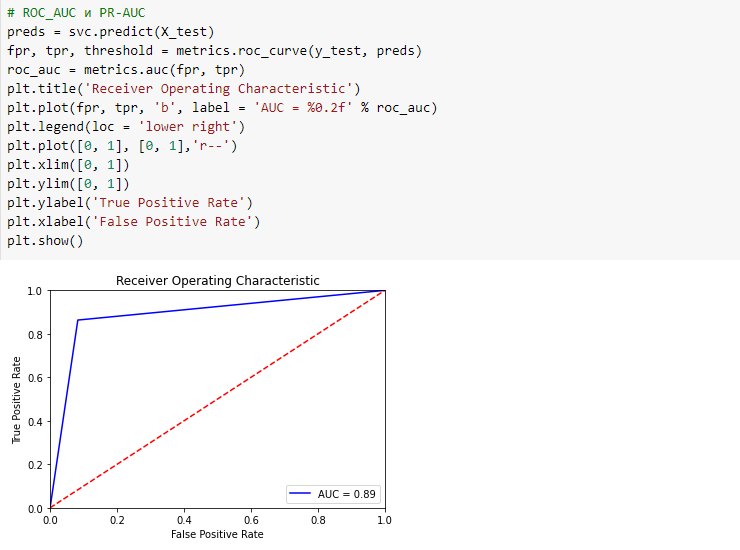 # ROC_AUC и PR-AUC
preds = svc.predict(X_test)
fpr, tpr, threshold = metrics.roc_curve(y_test, preds)
roc_auc = metrics.auc(fpr, tpr)
plt.title('Receiver Operating Characteristic')
plt.plot(fpr, tpr, 'b', label = 'AUC = %0.2f' % roc_auc)
plt.legend(loc = 'lower right')
plt.plot([0, 1], [0, 1],'r--')
plt.xlim([0, 1])
plt.ylim([0, 1])
plt.ylabel('True Positive Rate')
plt.xlabel('False Positive Rate')
plt.show()
Receiver Operating Characteristic
1.0
0.8
0.6
0.4
0.2
0.0
True Positive Rate
AUC = 0.89
0.0 0.2 0.4 0.6 0.8 1.0
False Positive Rate